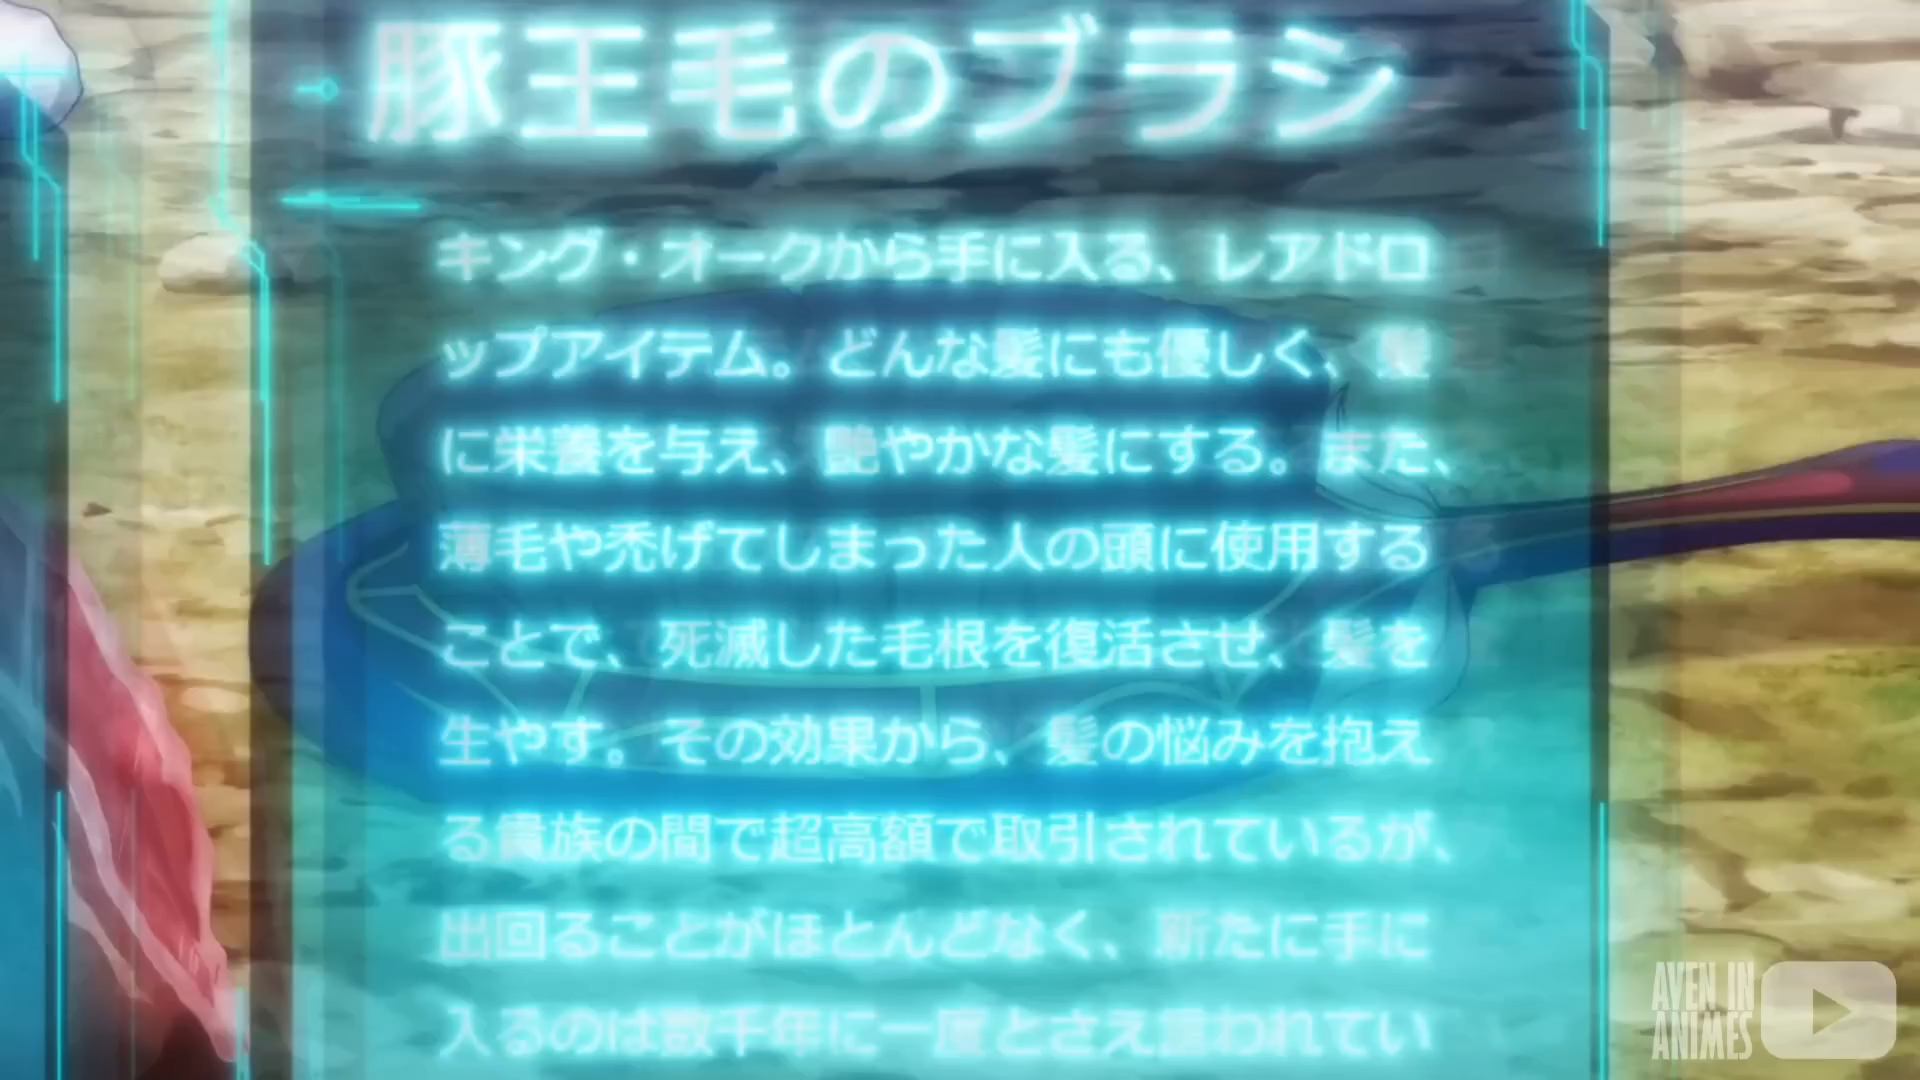 豚王毛のブラシ
キング・オークから手に入る、レアドロ
ップアイテム。どんな髪にも優しく、髪
に栄養を与え、艶やかな髪にする。また、
薄毛や禿げてしまった人の頭に使用する
ことで、死滅した毛根を復活させ、髪を
生やす。その効果から、髪の悩みを抱え
る貴族の間で超高額で取引されているが、
出回ることがほとんどなく、新たに手に
入るのは数千年に一度とさえ言われてい
AVEN IN
ANIMES